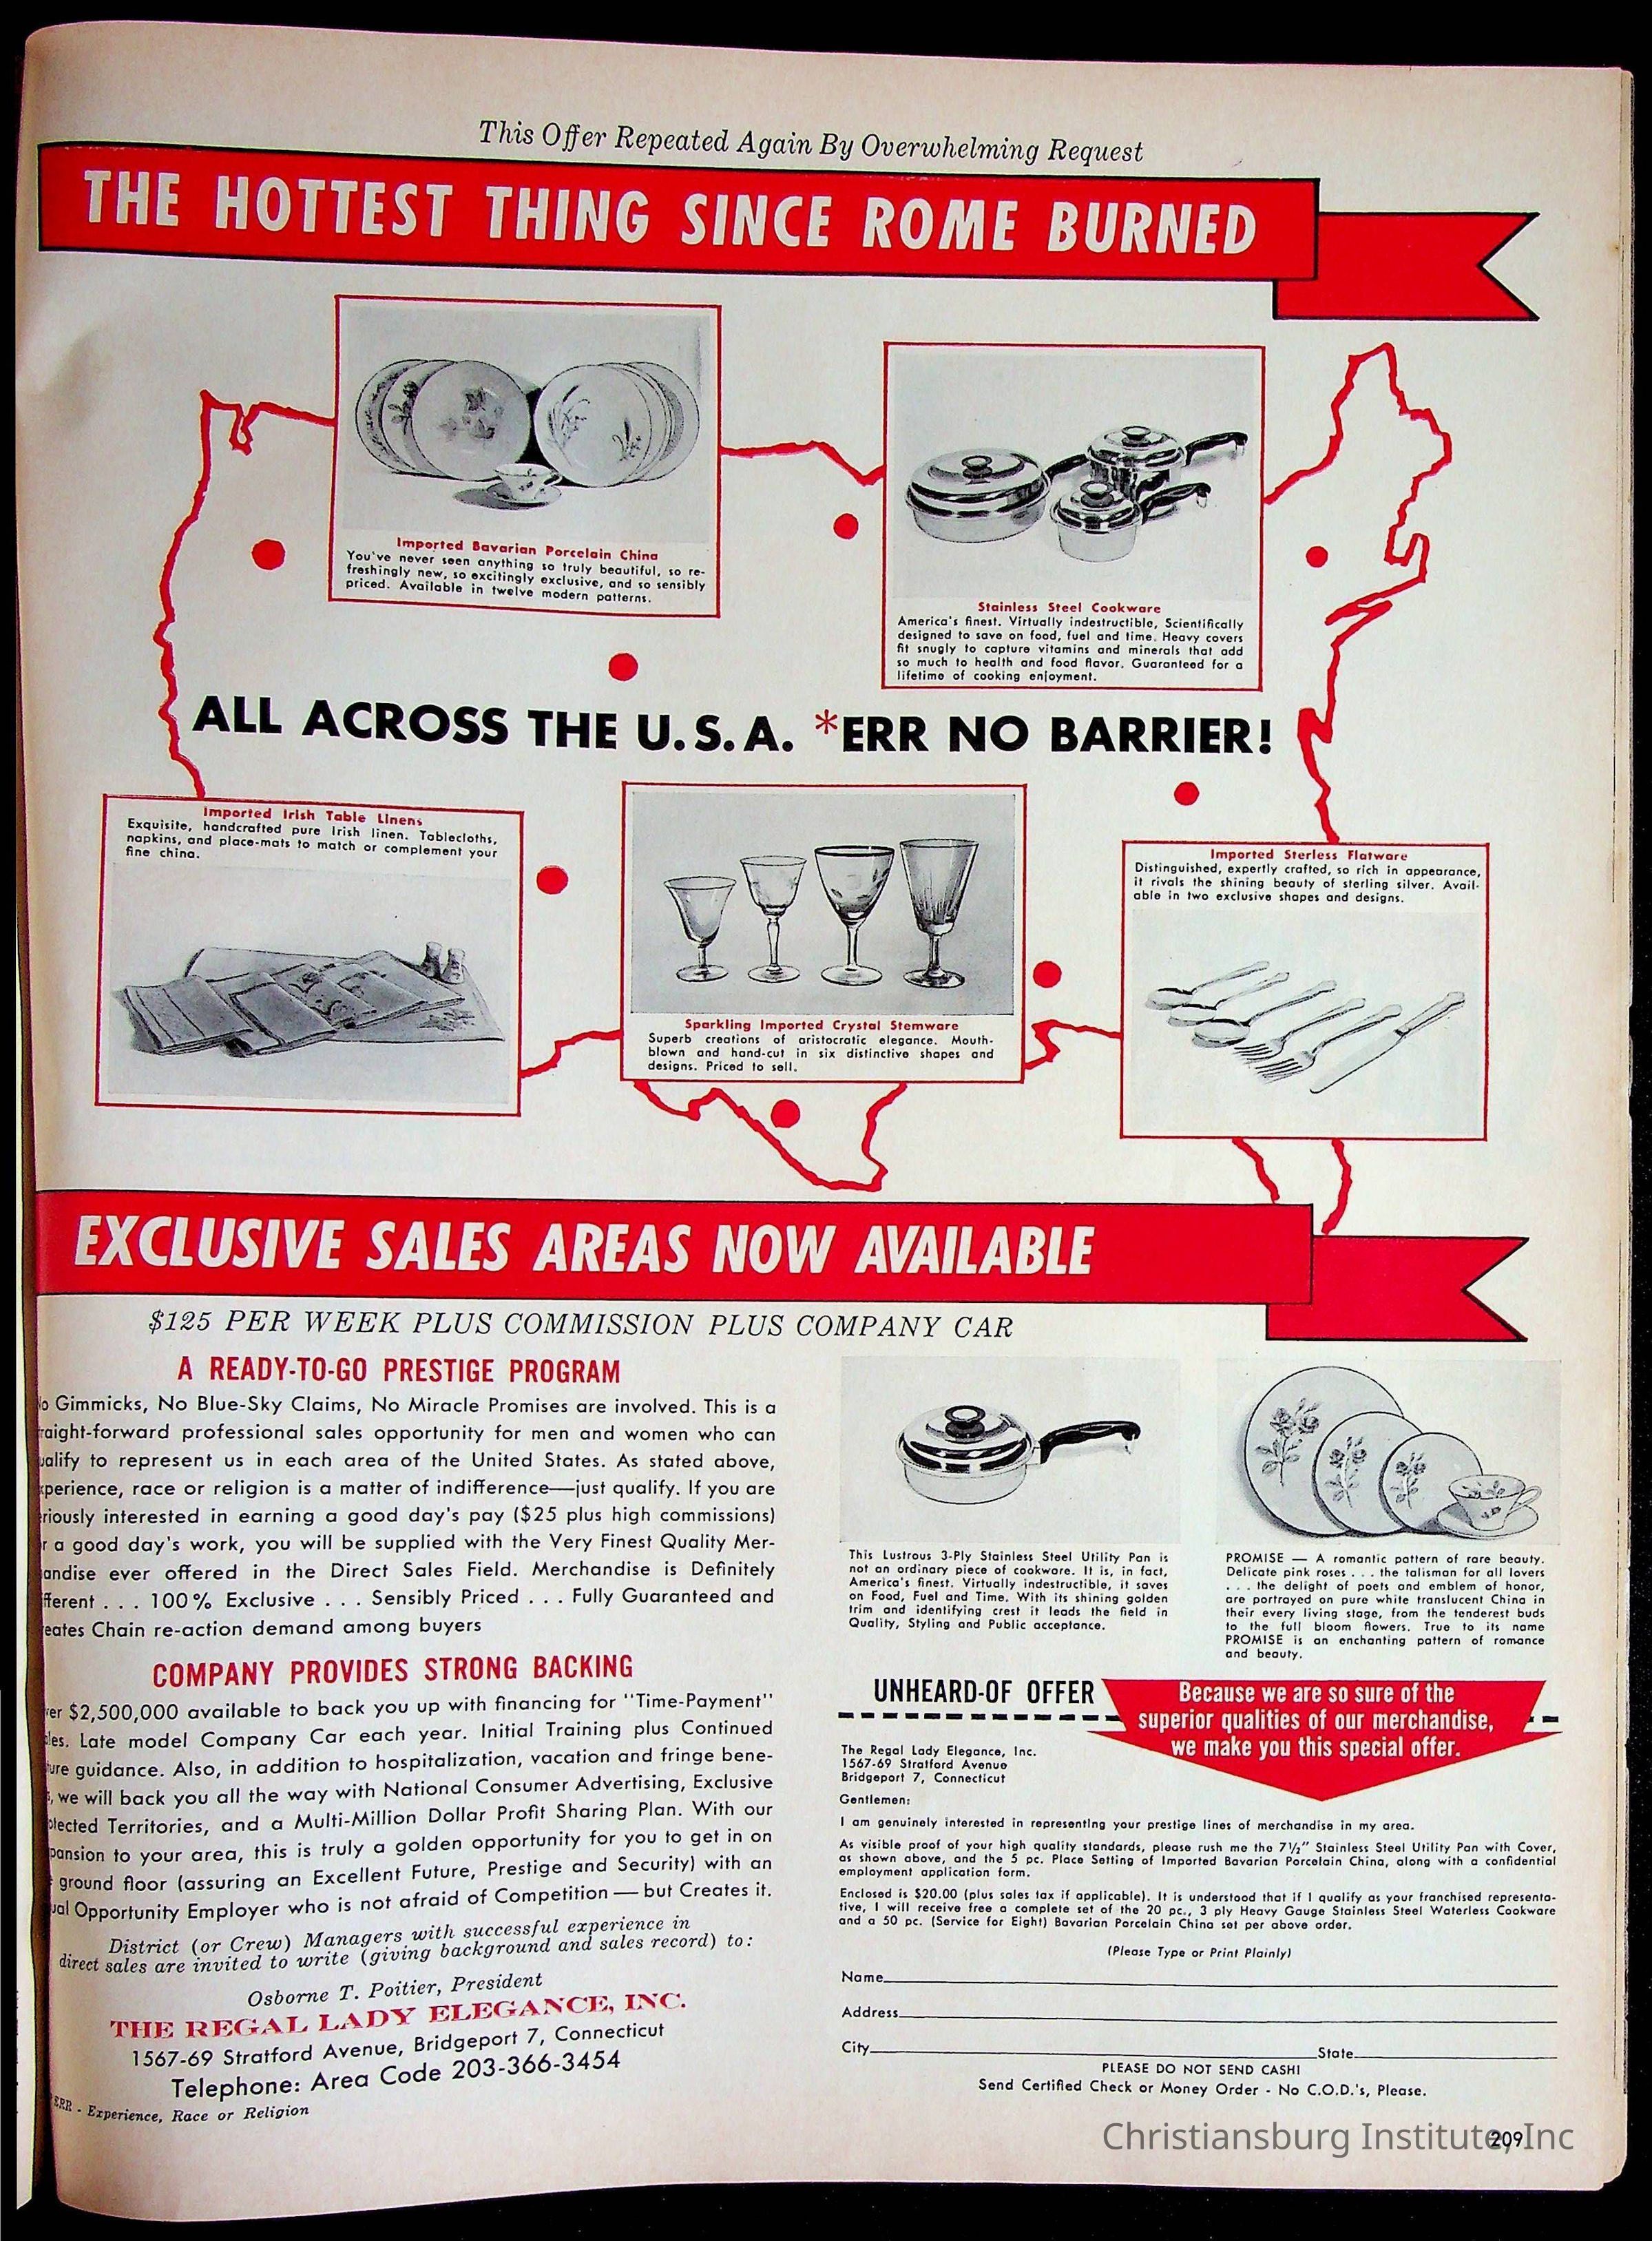 This Offer Repeated Again By Overwhelming Request
THE HOTTEST THING SINCE ROME BURNED
Imported Bavarian Porcelain China
You've never seen anything so truly beautiful, so re-
freshingly new, so excitingly exclusive, and so sensibly
priced. Available in twelve modern patterns.
Stainless Steel Cookware
America's finest. Virtually indestructible, Scientifically
designed to save on food, fuel and time. Heavy covers
fit snugly to capture vitamins and minerals that add
so much to health and food flavor. Guaranteed for a
lifetime of cooking enjoyment.
ALL ACROSS THE U.S.A. *ERR NO BARRIER!
Imported Irish Table Linens
Exquisite, handcrafted pure Irish linen. Tablecloths,
napkins, and place-mats to match or complement your
fine china.
Sparkling Imported Crystal Stemware
Superb creations of aristocratic elegance. Mouth-
blown and hand-cut in six distinctive shapes and
designs. Priced to sell.
Imported Sterless Flatware
Distinguished, expertly crafted, so rich in appearance,
it rivals the shining beauty of sterling silver. Avail-
able in two exclusive shapes and designs.
EXCLUSIVE SALES AREAS NOW AVAILABLE
$125 PER WEEK PLUS COMMISSION PLUS COMPANY CAR
A READY-TO-GO PRESTIGE PROGRAM
o Gimmicks, No Blue-Sky Claims, No Miracle Promises are involved. This is a
raight-forward professional sales opportunity for men and women who can
ualify to represent us in each area of the United States. As stated above,
xperience, race or religion is a matter of indifference—just qualify. If you are
riously interested in earning a good day's pay ($25 plus high commissions)
r a good day's work, you will be supplied with the Very Finest Quality Mer-
andise ever offered in the Direct Sales Field. Merchandise is Definitely
fferent . . . 100% Exclusive . . . Sensibly Priced . . . Fully Guaranteed and
eates Chain re-action demand among buyers
COMPANY PROVIDES STRONG BACKING
er $2,500,000 available to back you up with financing for "Time-Payment"
les. Late model Company Car each year. Initial Training plus Continued
ure guidance. Also, in addition to hospitalization, vacation and fringe bene-
, we will back you all the way with National Consumer Advertising, Exclusive
otected Territories, and a Multi-Million Dollar Profit Sharing Plan. With our
pansion to your area, this is truly a golden opportunity for you to get in on
ground floor (assuring an Excellent Future, Prestige and Security) with an
ual Opportunity Employer who is not afraid of Competition — but Creates it.
District (or Crew) Managers with successful experience in
direct sales are invited to write (giving background and sales record) to:
Osborne T. Poitier, President
THE REGAL LADY ELEGANCE, INC.
1567-69 Stratford Avenue, Bridgeport 7, Connecticut
Telephone: Area Code 203-366-3454
ERR - Experience, Race or Religion
This Lustrous 3-Ply Stainless Steel Utility Pan is
not an ordinary piece of cookware. It is, in fact,
America's finest. Virtually indestructible, it saves
on Food, Fuel and Time. With its shining golden
trim and identifying crest it leads the field in
Quality, Styling and Public acceptance.
PROMISE — A romantic pattern of rare beauty.
Delicate pink roses . . . the talisman for all lovers
. . . the delight of poets and emblem of honor,
are portrayed on pure white translucent China in
their every living stage, from the tenderest buds
to the full bloom flowers. True to its name
PROMISE is an enchanting pattern of romance
and beauty.
UNHEARD-OF OFFER
Because we are so sure of the
superior qualities of our merchandise,
we make you this special offer.
The Regal Lady Elegance, Inc.
1567-69 Stratford Avenue
Bridgeport 7, Connecticut
Gentlemen:
I am genuinely interested in representing your prestige lines of merchandise in my area.
As visible proof of your high quality standards, please rush me the 7½" Stainless Steel Utility Pan with Cover,
as shown above, and the 5 pc. Place Setting of Imported Bavarian Porcelain China, along with a confidential
employment application form.
Enclosed is $20.00 (plus sales tax if applicable). It is understood that if I qualify as your franchised representa-
tive, I will receive free a complete set of the 20 pc., 3 ply Heavy Gauge Stainless Steel Waterless Cookware
and a 50 pc. (Service for Eight) Bavarian Porcelain China set per above order.
(Please Type or Print Plainly)
Name
Address
City State
PLEASE DO NOT SEND CASH!
Send Certified Check or Money Order - No C.O.D.'s, Please.
Christiansburg Institute, Inc
209